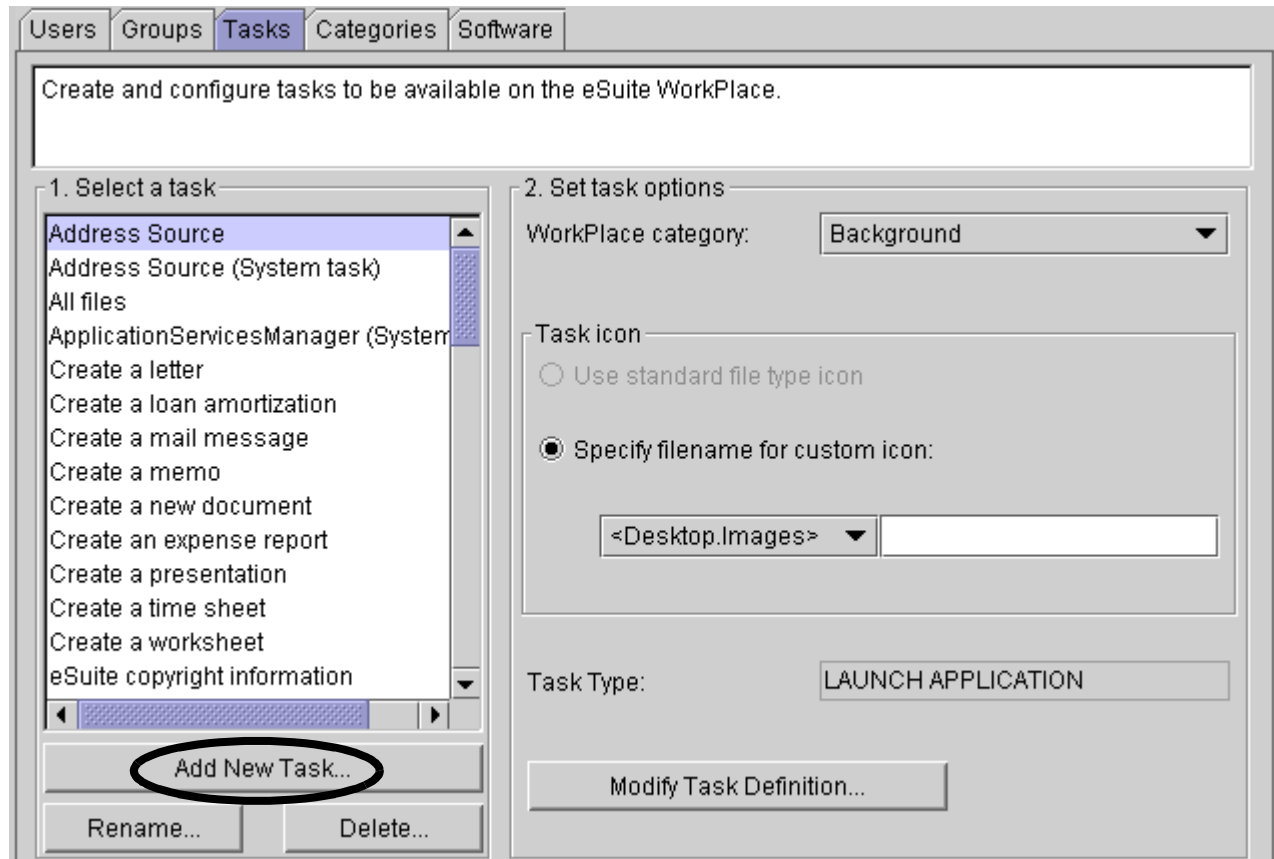 Users Groups Tasks Categories Software
Create and configure tasks to be available on the eSuite WorkPlace.
1. Select a task
Address Source
Address Source (System task)
All files
ApplicationServicesManager (System
Create a letter
Create a loan amortization
Create a mail message
Create a memo
Create a new document
Create an expense report
Create a presentation
Create a time sheet
Create a worksheet
eSuite copyright information
Add New Task...
Rename... Delete...
2. Set task options
WorkPlace category: Background
Task icon
Use standard file type icon
Specify filename for custom icon:
<Desktop.Images>
Task Type: LAUNCH APPLICATION
Modify Task Definition...